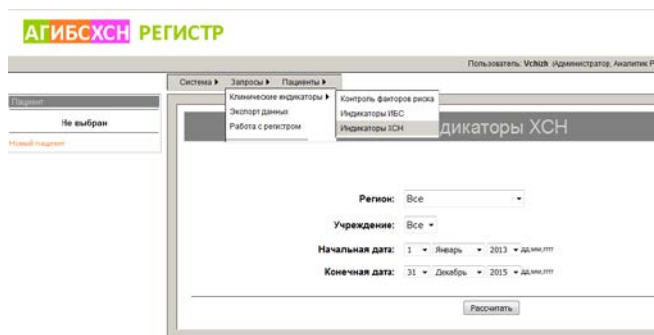 АГИБСХСН РЕГИСТР
Пользователь: Vchizh (Администратор, Аналитик Р
Система Запросы Пациенты
Пациент
Не выбран
Новый пациент
Клинические индикаторы
Экспорт данных
Работа с регистром
Контроль факторов риска
Индикаторы ИБС
Индикаторы ХСН
дикаторы ХСН
Регион: Все
Учреждение: Все
Начальная дата: 1 Январь 2013 дд,мм,гггг
Конечная дата: 31 Декабрь 2015 дд,мм,гггг
Рассчитать